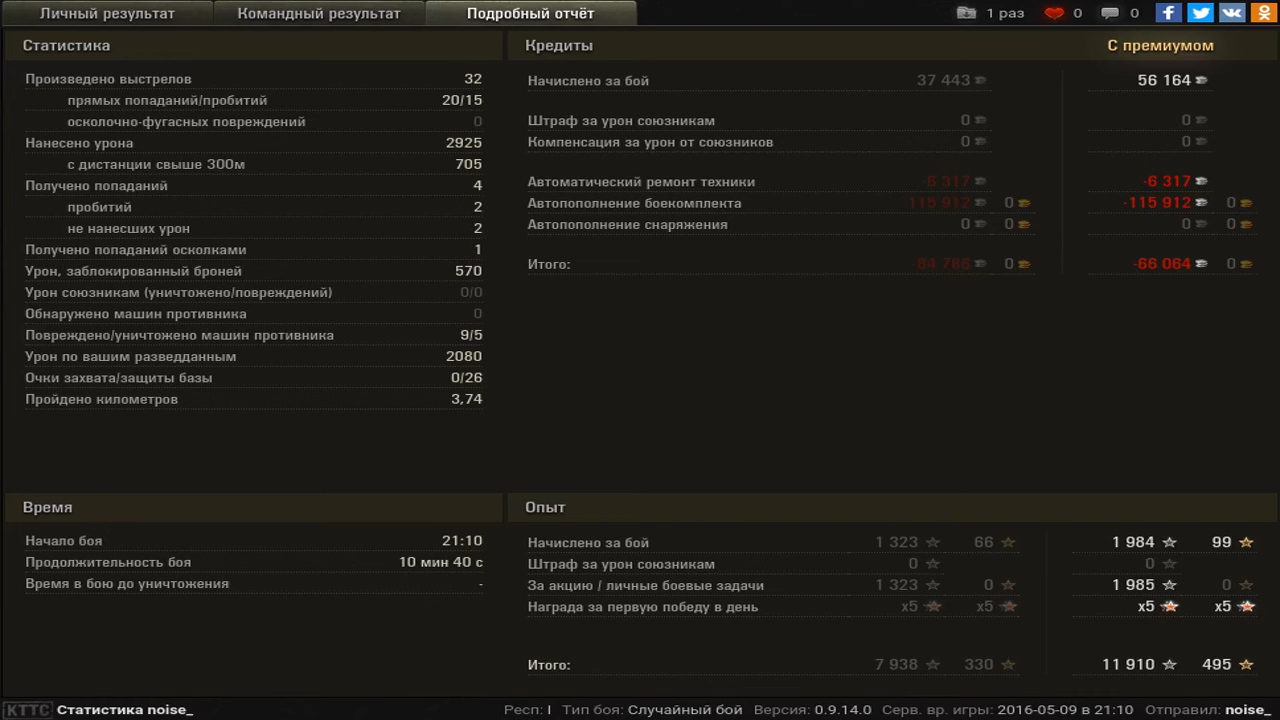 Личный результат Командный результат Подробный отчёт 1 раз 0 0
Статистика
Произведено выстрелов 32
прямых попаданий/пробитий 20/15
осколочно-фугасных повреждений 0
Нанесено урона 2925
с дистанции свыше 300м 705
Получено попаданий 4
пробитий 2
не нанесших урон 2
Получено попаданий осколками 1
Урон, заблокированный броней 570
Урон союзникам (уничтожено/повреждений) 0/0
Обнаружено машин противника 0
Повреждено/уничтожено машин противника 9/5
Урон по вашим разведданным 2080
Очки захвата/защиты базы 0/26
Пройдено километров 3,74
Кредиты С премиумом
Начислено за бой 37 443 56 164
Штраф за урон союзникам 0 0
Компенсация за урон от союзников 0 0
Автоматический ремонт техники -6 317 -6 317
Автопополнение боекомплекта -115 912 0 -115 912 0
Автопополнение снаряжения 0 0 0 0
Итого: 0 -66 064 0
Время
Начало боя 21:10
Продолжительность боя 10 мин 40 с
Время в бою до уничтожения -
Опыт
Начислено за бой 1 323 66 1 984 99
Штраф за урон союзникам 0 0
За акцию / личные боевые задачи 1 323 0 1 985 0
Награда за первую победу в день x5 x5 x5 x5
Итого: 7 938 330 11 910 495
КТТС Статистика noise_ Респ: I Тип боя: Случайный бой Версия: 0.9.14.0 Серв. вр. игры: 2016-05-09 в 21:10 Отправил: noise_